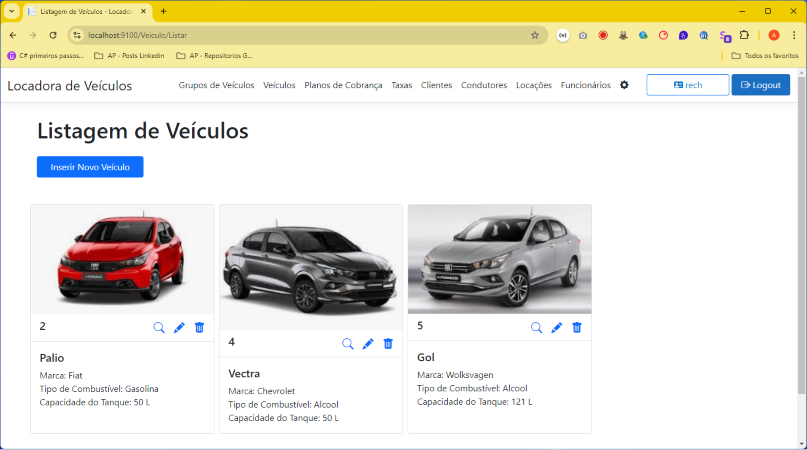 Listagem de Veículos - Locador
localhost:9100/Veiculo/Listar
C# primeiros passos...
AP - Posts Linkedin
AP - Repositorios G...
Todos os favoritos
Locadora de Veículos
Grupos de Veículos
Veículos
Planos de Cobrança
Taxas
Clientes
Condutores
Locações
Funcionários
rech
Logout
Listagem de Veículos
Inserir Novo Veículo
2
Palio
Marca: Fiat
Tipo de Combustível: Gasolina
Capacidade do Tanque: 50 L
4
Vectra
Marca: Chevrolet
Tipo de Combustível: Alcool
Capacidade do Tanque: 50 L
5
Gol
Marca: Wolksvagen
Tipo de Combustível: Alcool
Capacidade do Tanque: 121 L